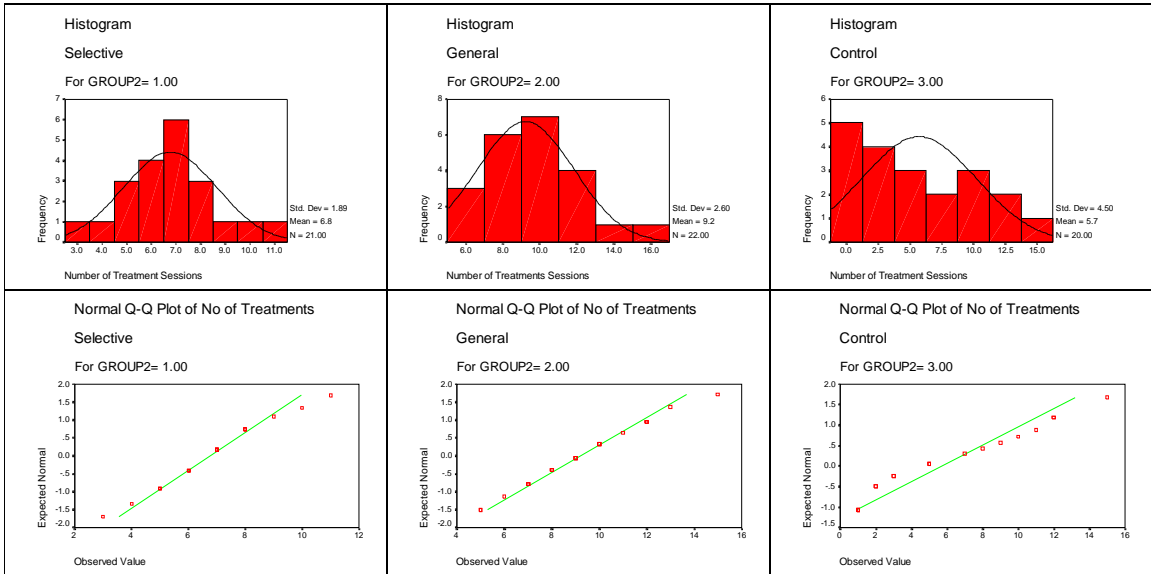 Histogram
Selective
For GROUP2= 1.00
7
6
5
4
3
2
1
0
Frequency
3.0 4.0 5.0 6.0 7.0 8.0 9.0 10.0 11.0
Std. Dev = 1.89
Mean = 6.8
N = 21.00
Number of Treatment Sessions
Histogram
General
For GROUP2= 2.00
8
6
4
2
0
Frequency
6.0 8.0 10.0 12.0 14.0 16.0
Std. Dev = 2.60
Mean = 9.2
N = 22.00
Number of Treatments Sessions
Histogram
Control
For GROUP2= 3.00
6
5
4
3
2
1
0
Frequency
0.0 2.5 5.0 7.5 10.0 12.5 15.0
Std. Dev = 4.50
Mean = 5.7
N = 20.00
Number of Treatment Sessions
Normal Q-Q Plot of No of Treatments
Selective
For GROUP2= 1.00
2.0
1.5
1.0
.5
0.0
-.5
-1.0
-1.5
-2.0
Expected Normal
2 4 6 8 10 12
Observed Value
Normal Q-Q Plot of No of Treatments
General
For GROUP2= 2.00
2.0
1.5
1.0
.5
0.0
-.5
-1.0
-1.5
-2.0
Expected Normal
4 6 8 10 12 14 16
Observed Value
Normal Q-Q Plot of No of Treatments
Control
For GROUP2= 3.00
2.0
1.5
1.0
.5
0.0
-.5
-1.0
-1.5
Expected Normal
0 2 4 6 8 10 12 14 16
Observed Value